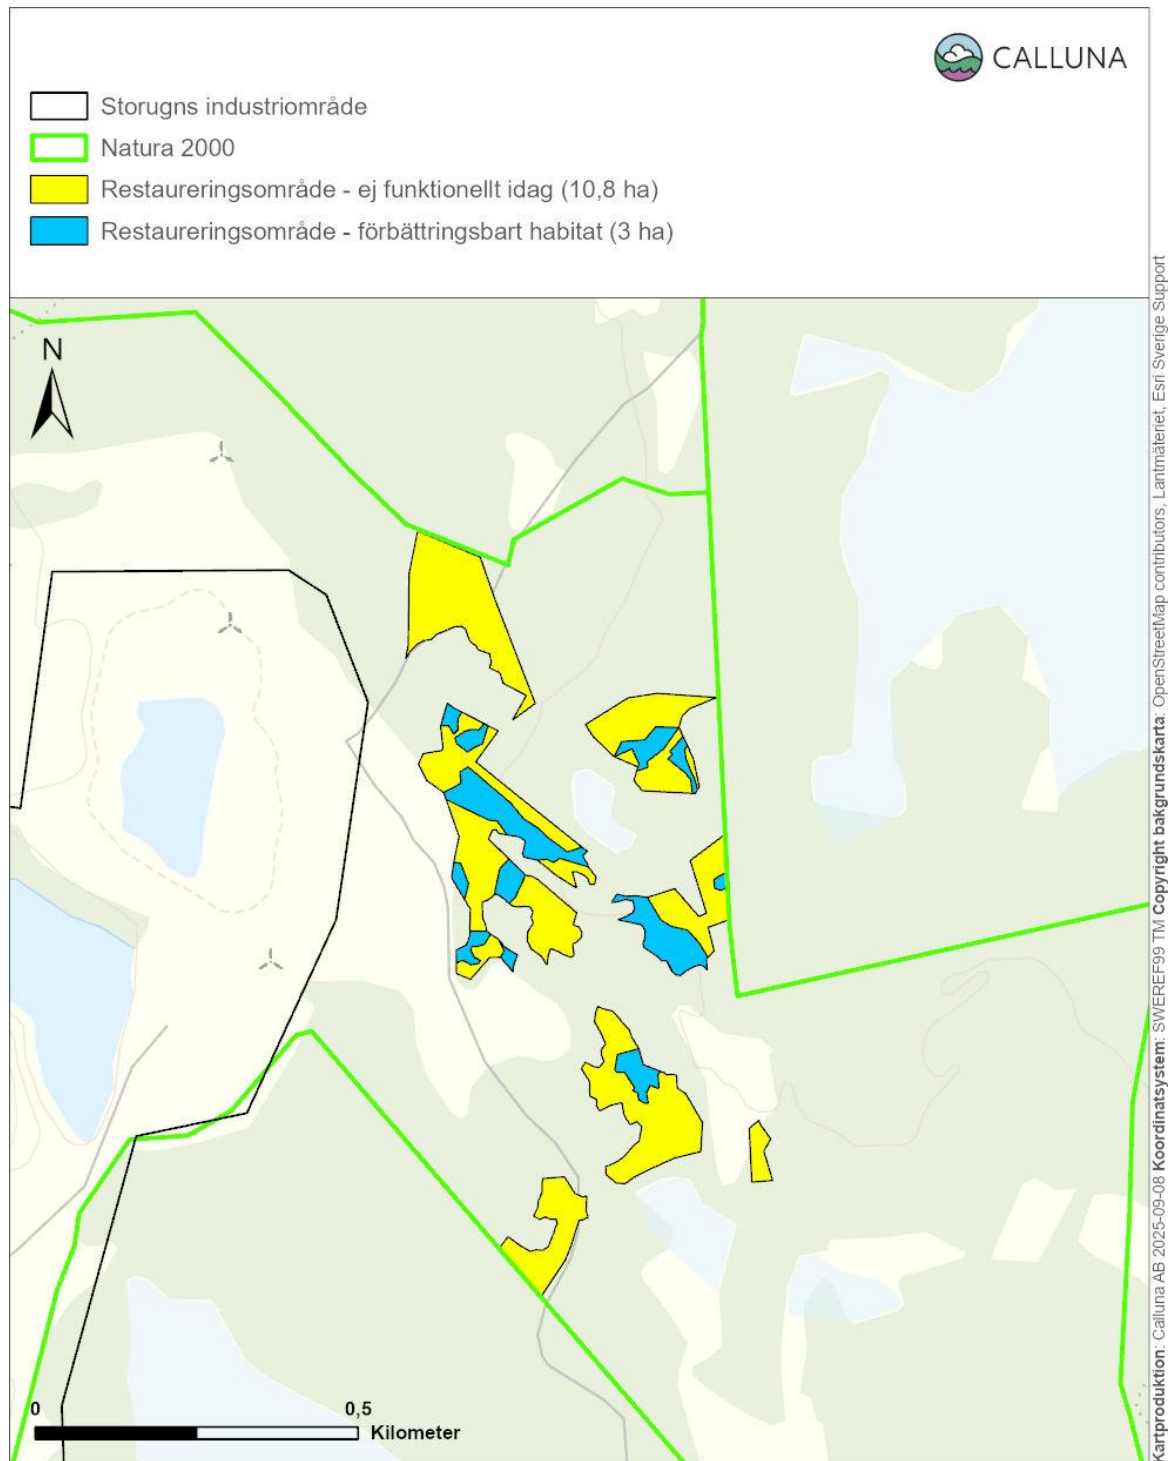 CALLUNA
Storugns industriområde
Natura 2000
Restaureringsområde - ej funktionellt idag (10,8 ha)
Restaureringsområde - förbättringsbart habitat (3 ha)
N
0 0,5
Kilometer
Kartproduktion: Calluna AB 2025-09-08 Koordinatsystem: SWEREF99 TM Copyright bakgrundskarta: OpenStreetMap contributors, Lantmäteriet, Esri Sverige Support